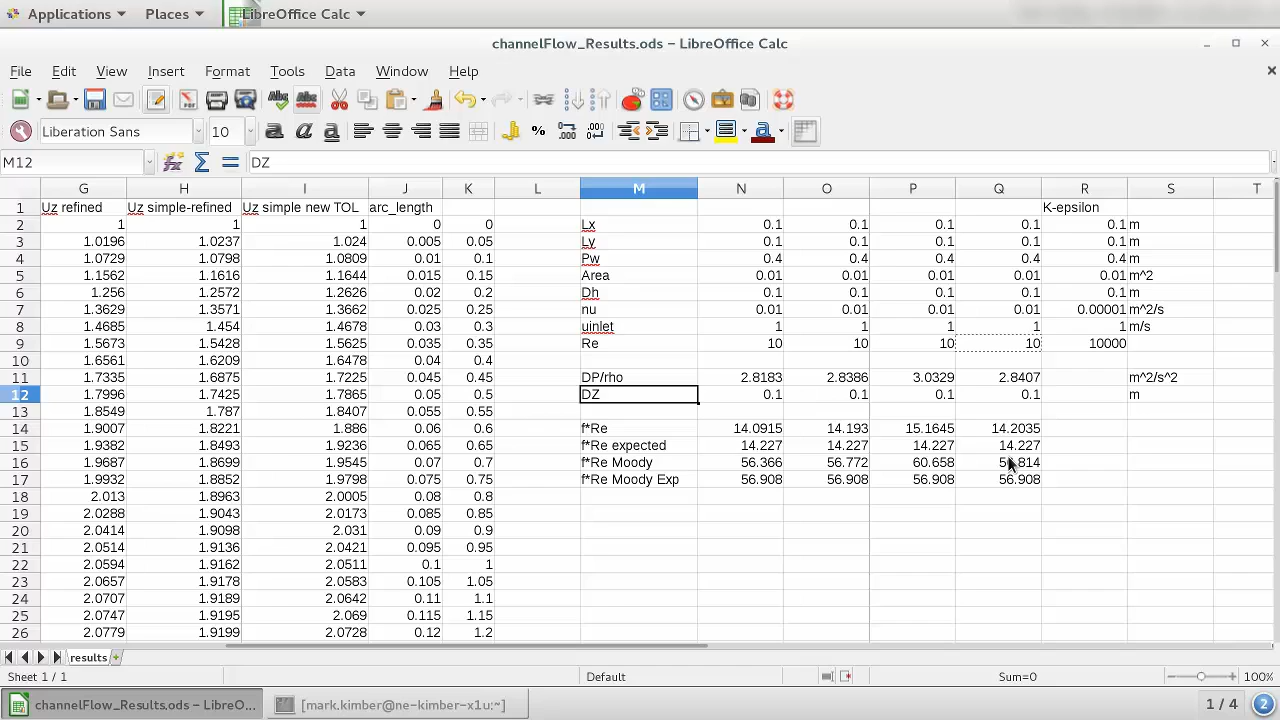 Applications Places LibreOffice Calc
channelFlow_Results.ods – LibreOffice Calc
File Edit View Insert Format Tools Data Window Help
Liberation Sans 10
M12 DZ
G H I J K L M N O P Q R S T
1 Uz refined Uz simple-refined Uz simple new TOL arc_length K-epsilon
2 1 1 1 0 0 Lx 0.1 0.1 0.1 0.1 0.1 m
3 1.0196 1.0237 1.024 0.005 0.05 Ly 0.1 0.1 0.1 0.1 0.1 m
4 1.0729 1.0798 1.0809 0.01 0.1 Pw 0.4 0.4 0.4 0.4 0.4 m
5 1.1562 1.1616 1.1644 0.015 0.15 Area 0.01 0.01 0.01 0.01 0.01 m^2
6 1.256 1.2572 1.2626 0.02 0.2 Dh 0.1 0.1 0.1 0.1 0.1 m
7 1.3629 1.3571 1.3662 0.025 0.25 nu 0.01 0.01 0.01 0.01 0.00001 m^2/s
8 1.4685 1.454 1.4678 0.03 0.3 uinlet 1 1 1 1 1 m/s
9 1.5673 1.5428 1.5625 0.035 0.35 Re 10 10 10 10 10000
10 1.6561 1.6209 1.6478 0.04 0.4
11 1.7335 1.6875 1.7225 0.045 0.45 DP/rho 2.8183 2.8386 3.0329 2.8407 m^2/s^2
12 1.7996 1.7425 1.7865 0.05 0.5 DZ 0.1 0.1 0.1 0.1 m
13 1.8549 1.787 1.8407 0.055 0.55
14 1.9007 1.8221 1.886 0.06 0.6 f*Re 14.0915 14.193 15.1645 14.2035
15 1.9382 1.8493 1.9236 0.065 0.65 f*Re expected 14.227 14.227 14.227 14.227
16 1.9687 1.8699 1.9545 0.07 0.7 f*Re Moody 56.366 56.772 60.658
17 1.9932 1.8852 1.9798 0.075 0.75 f*Re Moody Exp 56.908 56.908 56.908 56.908
18 2.013 1.8963 2.0005 0.08 0.8
19 2.0288 1.9043 2.0173 0.085 0.85
20 2.0414 1.9098 2.031 0.09 0.9
21 2.0514 1.9136 2.0421 0.095 0.95
22 2.0594 1.9162 2.0511 0.1 1
23 2.0657 1.9178 2.0583 0.105 1.05
24 2.0707 1.9189 2.0642 0.11 1.1
25 2.0747 1.9195 2.069 0.115 1.15
26 2.0779 1.9199 2.0728 0.12 1.2
results
Sheet 1 / 1 Default Sum=0 100%
channelFlow_Results.ods – LibreO... [mark.kimber@ne-kimber-x1u:~] 1 / 4 2